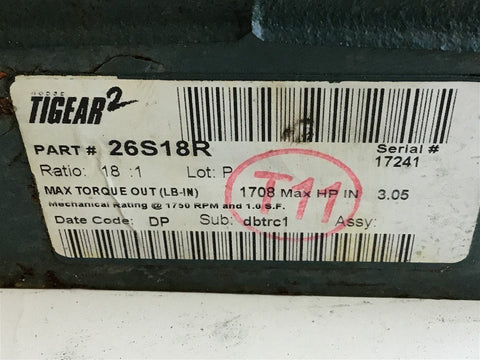 DODGE
TIGEAR2
PART # 26S18R
Serial #
17241
Ratio: 18 :1 Lot: P
MAX TORQUE OUT (LB-IN) 1708 Max HP IN 3.05
Mechanical Rating @ 1750 RPM and 1.0 S.F.
Date Code: DP Sub: dbtrc1 Assy:
T11